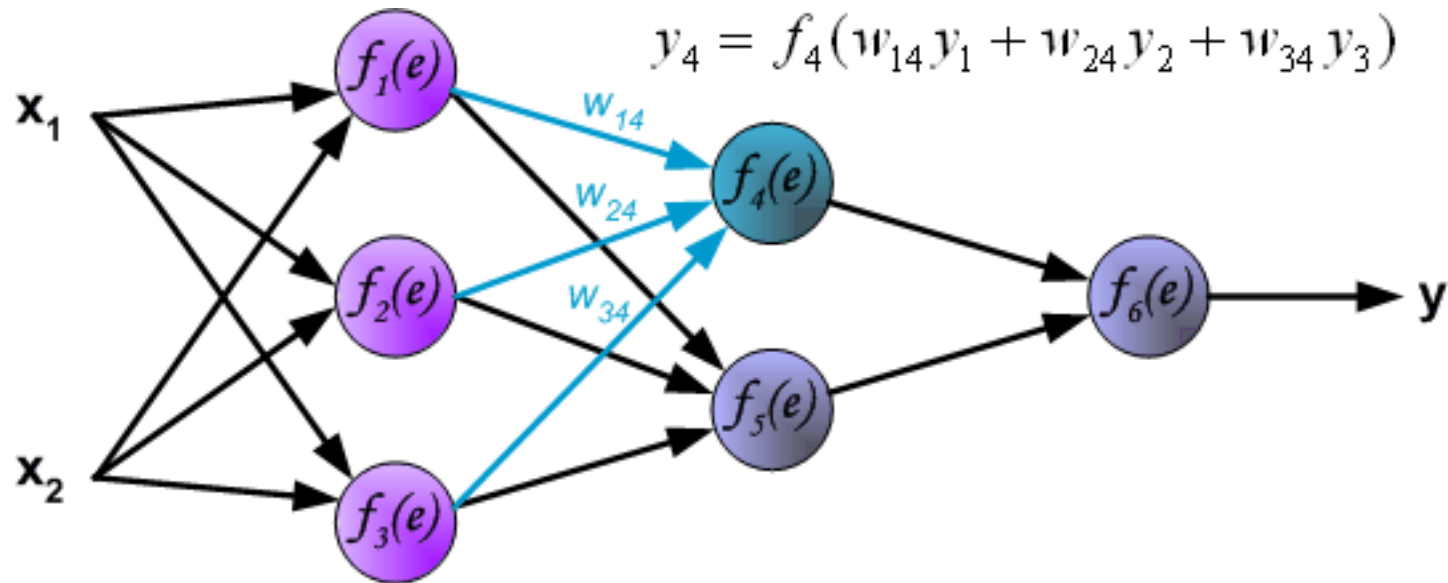 y₄ = f₄(w₁₄y₁ + w₂₄y₂ + w₃₄y₃)
f₁(e)
x₁
w₁₄
f₄(e)
w₂₄
f₂(e)
w₃₄
f₆(e)
y
f₅(e)
x₂
f₃(e)